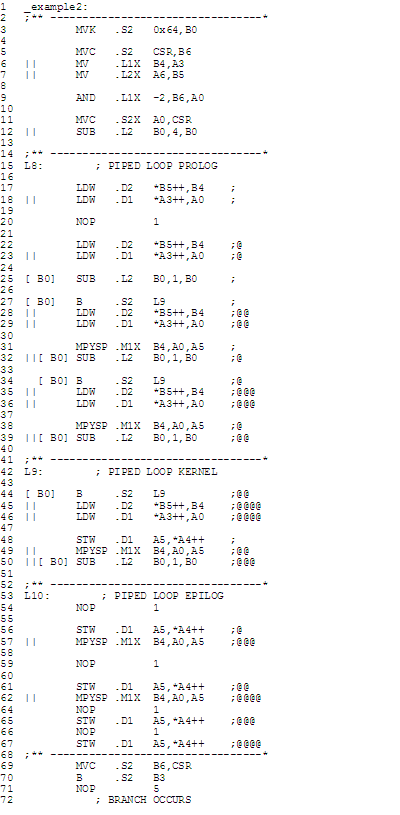 1 _example2:
2 ;** ----------------------------------*
3 MVK .S2 0x64,B0
4
5 MVC .S2 CSR,B6
6 || MV .L1X B4,A3
7 || MV .L2X A6,B5
8
9 AND .L1X -2,B6,A0
10
11 MVC .S2X A0,CSR
12 || SUB .L2 B0,4,B0
13
14 ;** ----------------------------------*
15 L8: ; PIPED LOOP PROLOG
16
17 LDW .D2 *B5++,B4 ;
18 || LDW .D1 *A3++,A0 ;
19
20 NOP 1
21
22 LDW .D2 *B5++,B4 ;@
23 || LDW .D1 *A3++,A0 ;@
24
25 [ B0] SUB .L2 B0,1,B0 ;
26
27 [ B0] B .S2 L9 ;
28 || LDW .D2 *B5++,B4 ;@@
29 || LDW .D1 *A3++,A0 ;@@
30
31 MPYSP .M1X B4,A0,A5 ;
32 ||[ B0] SUB .L2 B0,1,B0 ;@
33
34 [ B0] B .S2 L9 ;@
35 || LDW .D2 *B5++,B4 ;@@@
36 || LDW .D1 *A3++,A0 ;@@@
37
38 MPYSP .M1X B4,A0,A5 ;@
39 ||[ B0] SUB .L2 B0,1,B0 ;@@
40
41 ;** ----------------------------------*
42 L9: ; PIPED LOOP KERNEL
43
44 [ B0] B .S2 L9 ;@@
45 || LDW .D2 *B5++,B4 ;@@@@
46 || LDW .D1 *A3++,A0 ;@@@@
47
48 STW .D1 A5,*A4++ ;
49 || MPYSP .M1X B4,A0,A5 ;@@
50 ||[ B0] SUB .L2 B0,1,B0 ;@@@
51
52 ;** ----------------------------------*
53 L10: ; PIPED LOOP EPILOG
54 NOP 1
55
56 STW .D1 A5,*A4++ ;@
57 || MPYSP .M1X B4,A0,A5 ;@@@
58
59 NOP 1
60
61 STW .D1 A5,*A4++ ;@@
62 || MPYSP .M1X B4,A0,A5 ;@@@@
64 NOP 1
65 STW .D1 A5,*A4++ ;@@@
66 NOP 1
67 STW .D1 A5,*A4++ ;@@@@
68 ;** ----------------------------------*
69 MVC .S2 B6,CSR
70 B .S2 B3
71 NOP 5
72 ; BRANCH OCCURS